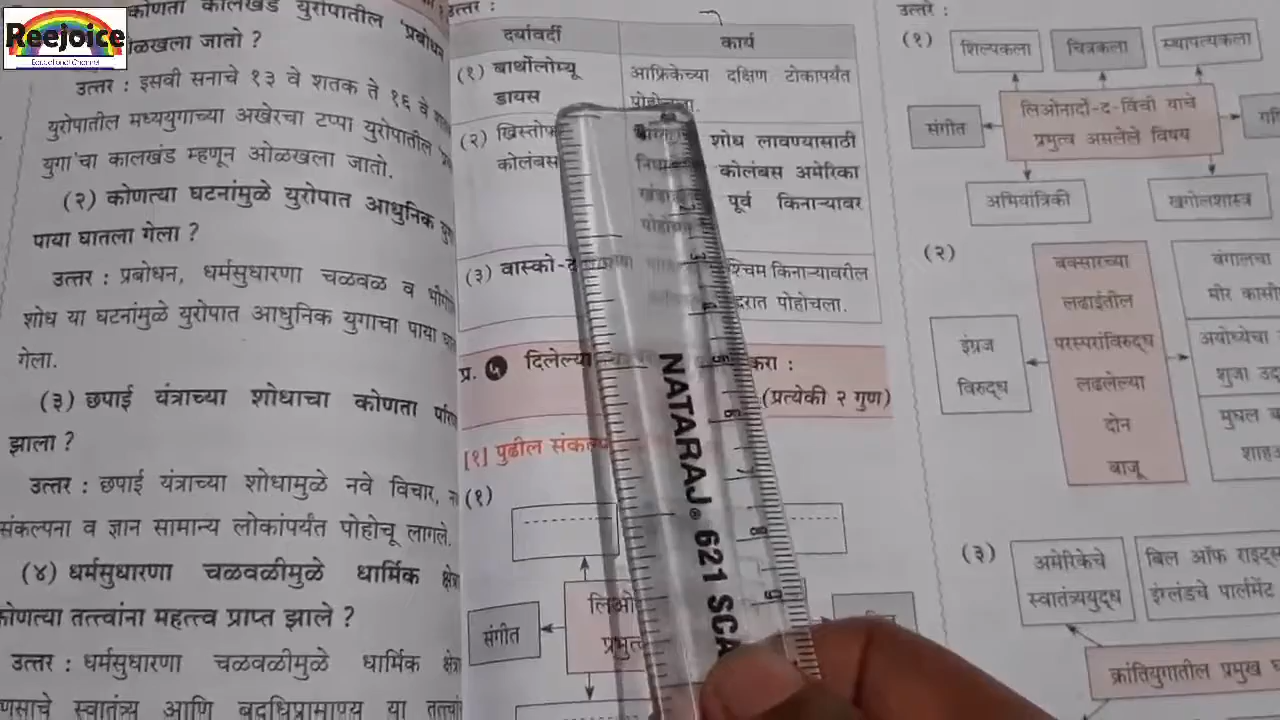 Reejoice
Educational Channel
कोणता कालखंड युरोपातील 'प्रबोधन
ओळखला जातो ?
उत्तर : इसवी सनाचे १३ वे शतक ते १६ वे
युरोपातील मध्ययुगाच्या अखेरचा टप्पा युरोपातील
युगा'चा कालखंड म्हणून ओळखला जातो.
(२) कोणत्या घटनांमुळे युरोपात आधुनिक
पाया घातला गेला ?
उत्तर : प्रबोधन, धर्मसुधारणा चळवळ व
शोध या घटनांमुळे युरोपात आधुनिक युगाचा पाया
गेला.
(३) छपाई यंत्राच्या शोधाचा कोणता
झाला ?
उत्तर : छपाई यंत्राच्या शोधामुळे नवे विचार,
संकल्पना व ज्ञान सामान्य लोकांपर्यंत पोहोचू लागले.
(४) धर्मसुधारणा चळवळीमुळे धार्मिक
कोणत्या तत्त्वांना महत्त्व प्राप्त झाले ?
उत्तर : धर्मसुधारणा चळवळीमुळे धार्मिक
स्वातंत्र्य आणि बुद्धिप्रामाण्य या
उत्तर :
दर्यावर्दी
कार्य
(१) बार्थोलोम्यू
डायस
आफ्रिकेच्या दक्षिण टोकापर्यंत
पोहोचला.
(२)
कोलंबस
शोध लावण्यासाठी
कोलंबस अमेरिका
पूर्व किनाऱ्यावर
(३) वास्को-द
किनाऱ्यावरील
पोहोचला.
प्र. ५ दिलेल्या करा :
(प्रत्येकी २ गुण)
[१] पुढील
(१)
संगीत
NATARAJ 621
उत्तरे :
(१)
शिल्पकला
चित्रकला
स्थापत्यकला
संगीत
लिओनार्दो-द-विंची याचे
प्रभुत्व असलेले विषय
अभियांत्रिकी
खगोलशास्त्र
(२)
इंग्रज
विरुद्ध
बक्सारच्या
लढाईतील
परस्परांविरुद्ध
लढलेल्या
दोन
बाजू
बंगालचा
मीर
अयोध्येचा
शुजा
मुघल
(३)
अमेरिकेचे
स्वातंत्र्ययुद्ध
बिल ऑफ राइट्स
इंग्लंडचे पार्लमेंट
क्रांतियुगातील प्रमुख